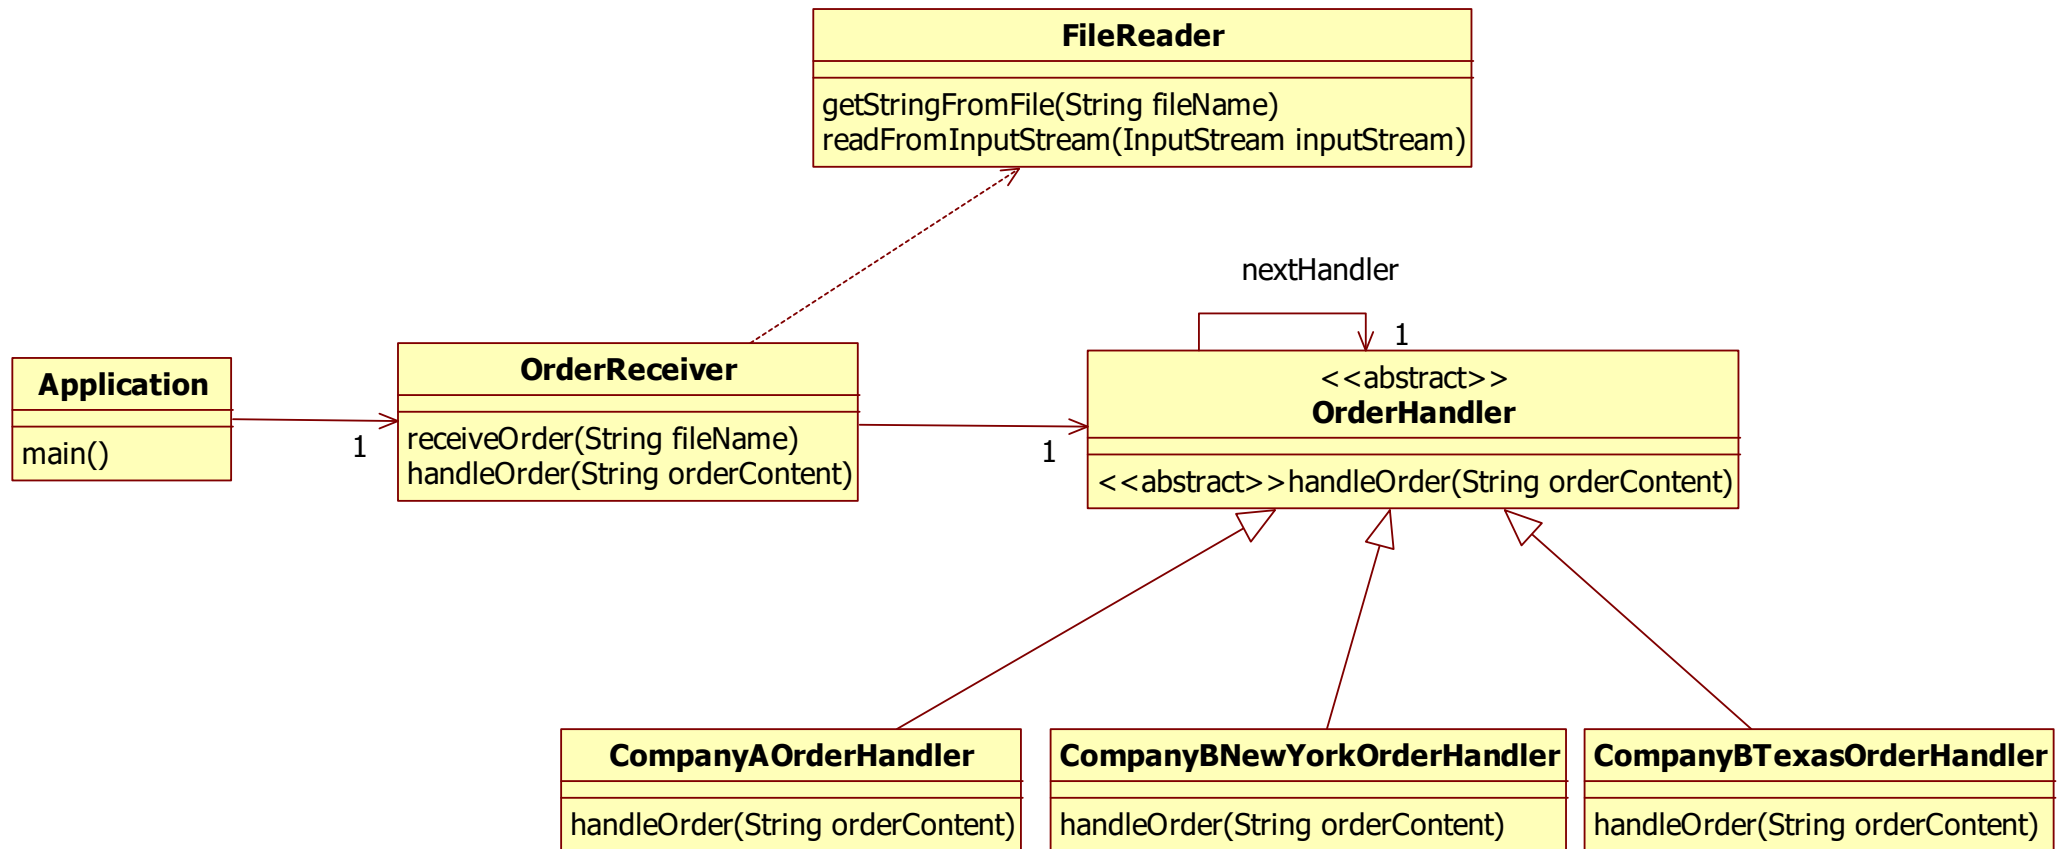 FileReader
getStringFromFile(String fileName)
readFromInputStream(InputStream inputStream)
nextHandler
1
Application
main()
1
OrderReceiver
receiveOrder(String fileName)
handleOrder(String orderContent)
1
<<abstract>>
OrderHandler
<<abstract>>handleOrder(String orderContent)
CompanyAOrderHandler
handleOrder(String orderContent)
CompanyBNewYorkOrderHandler
handleOrder(String orderContent)
CompanyBTexasOrderHandler
handleOrder(String orderContent)